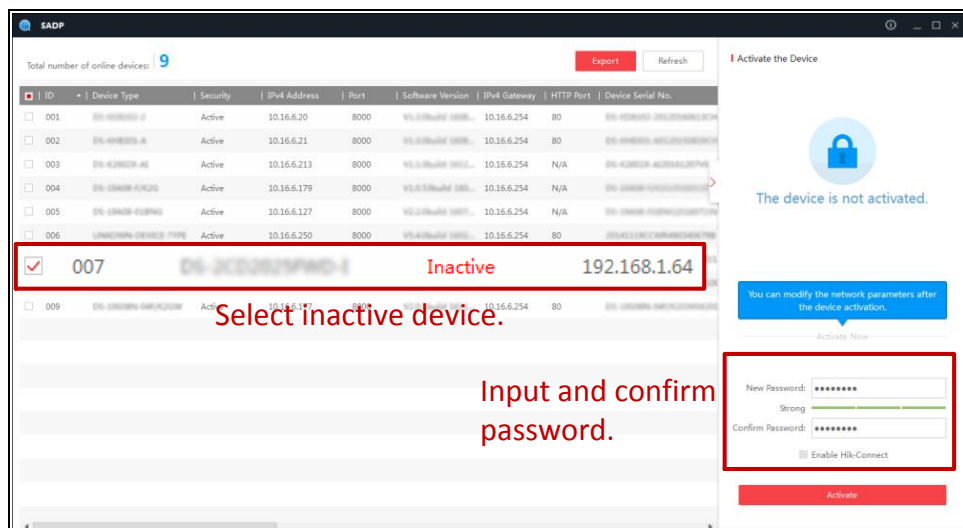 SADP
Total number of online devices: 9
Export Refresh
ID Device Type Security IPv4 Address Port Software Version IPv4 Gateway HTTP Port Device Serial No.
001 Active 10.16.6.20 8000 10.16.6.254 80
002 Active 10.16.6.21 8000 10.16.6.254 80
003 Active 10.16.6.213 8000 10.16.6.254 N/A
004 Active 10.16.6.179 8000 10.16.6.254 N/A
005 Active 10.16.6.127 8000 10.16.6.254 N/A
006 UNKOWN-DEVICE-TYPE Active 10.16.6.250 8000 10.16.6.254 80
007 Inactive 192.168.1.64
009 10.16.6.254 80
Select inactive device.
Input and confirm
password.
Activate the Device
The device is not activated.
You can modify the network parameters after
the device activation.
Activate Now
New Password: ●●●●●●●●
Strong
Confirm Password: ●●●●●●●●
Enable Hik-Connect
Activate